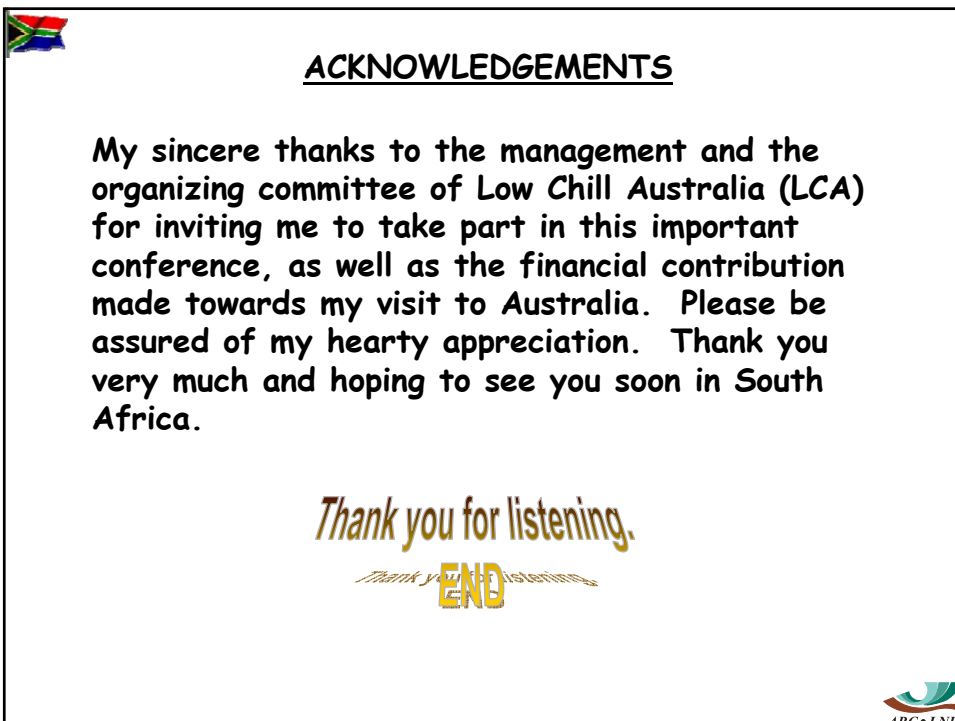 ACKNOWLEDGEMENTS
My sincere thanks to the management and the
organizing committee of Low Chill Australia (LCA)
for inviting me to take part in this important
conference, as well as the financial contribution
made towards my visit to Australia.  Please be
assured of my hearty appreciation.  Thank you
very much and hoping to see you soon in South
Africa.
Thank you for listening.
END